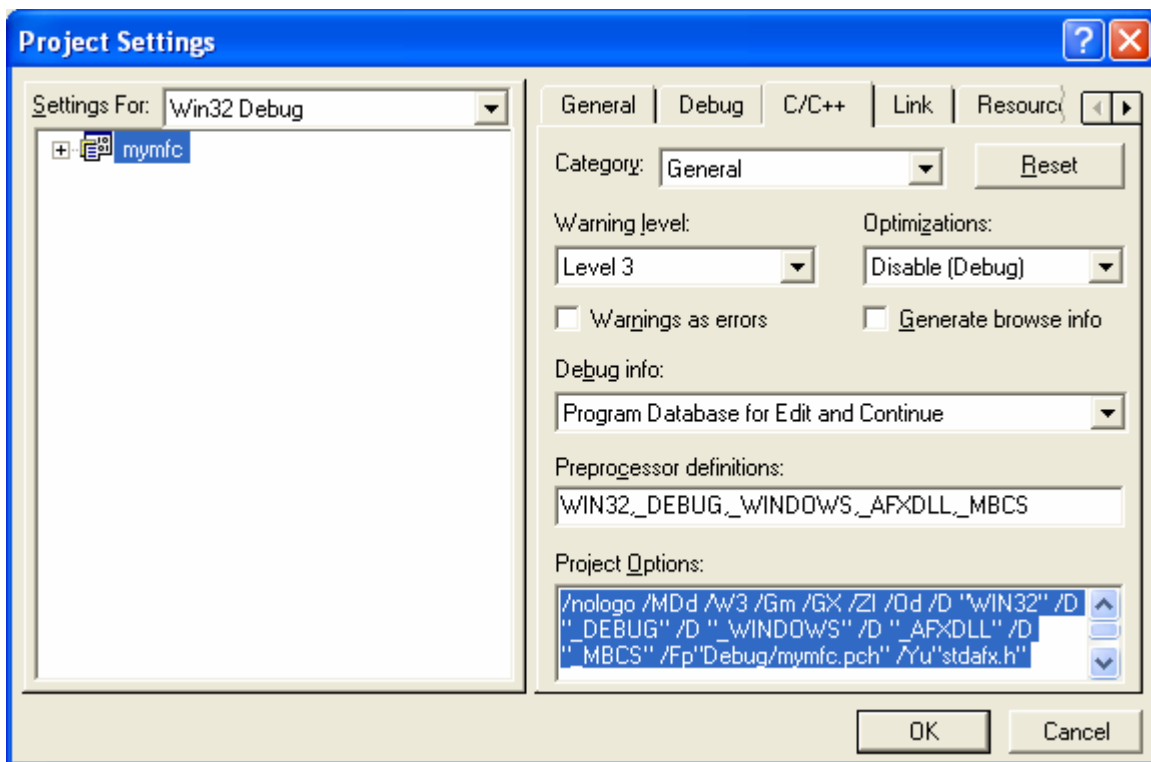 Project Settings
Settings For: Win32 Debug
mymfc
General Debug C/C++ Link Resourc
Category: General Reset
Warning level: Optimizations:
Level 3 Disable (Debug)
Warnings as errors Generate browse info
Debug info:
Program Database for Edit and Continue
Preprocessor definitions:
WIN32,_DEBUG,_WINDOWS,_AFXDLL,_MBCS
Project Options:
/nologo /MDd /W3 /Gm /GX /ZI /Od /D "WIN32" /D
"_DEBUG" /D "_WINDOWS" /D "_AFXDLL" /D
"_MBCS" /Fp"Debug/mymfc.pch" /Yu"stdafx.h"
OK Cancel